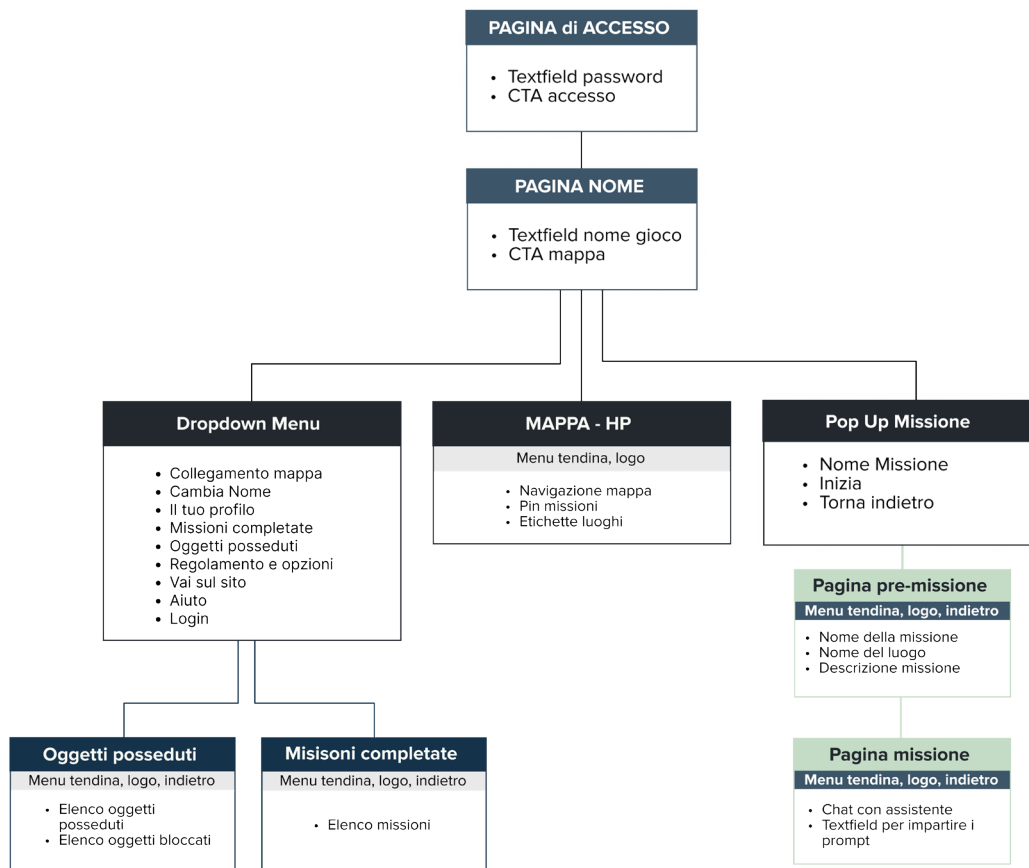 PAGINA di ACCESSO
• Textfield password
• CTA accesso
PAGINA NOME
• Textfield nome gioco
• CTA mappa
Dropdown Menu
• Collegamento mappa
• Cambia Nome
• Il tuo profilo
• Missioni completate
• Oggetti posseduti
• Regolamento e opzioni
• Vai sul sito
• Aiuto
• Login
MAPPA - HP
Menu tendina, logo
• Navigazione mappa
• Pin missioni
• Etichette luoghi
Pop Up Missione
• Nome Missione
• Inizia
• Torna indietro
Pagina pre-missione
Menu tendina, logo, indietro
• Nome della missione
• Nome del luogo
• Descrizione missione
Oggetti posseduti
Menu tendina, logo, indietro
• Elenco oggetti
posseduti
• Elenco oggetti bloccati
Misisoni completate
Menu tendina, logo, indietro
• Elenco missioni
Pagina missione
Menu tendina, logo, indietro
• Chat con assistente
• Textfield per impartire i
prompt